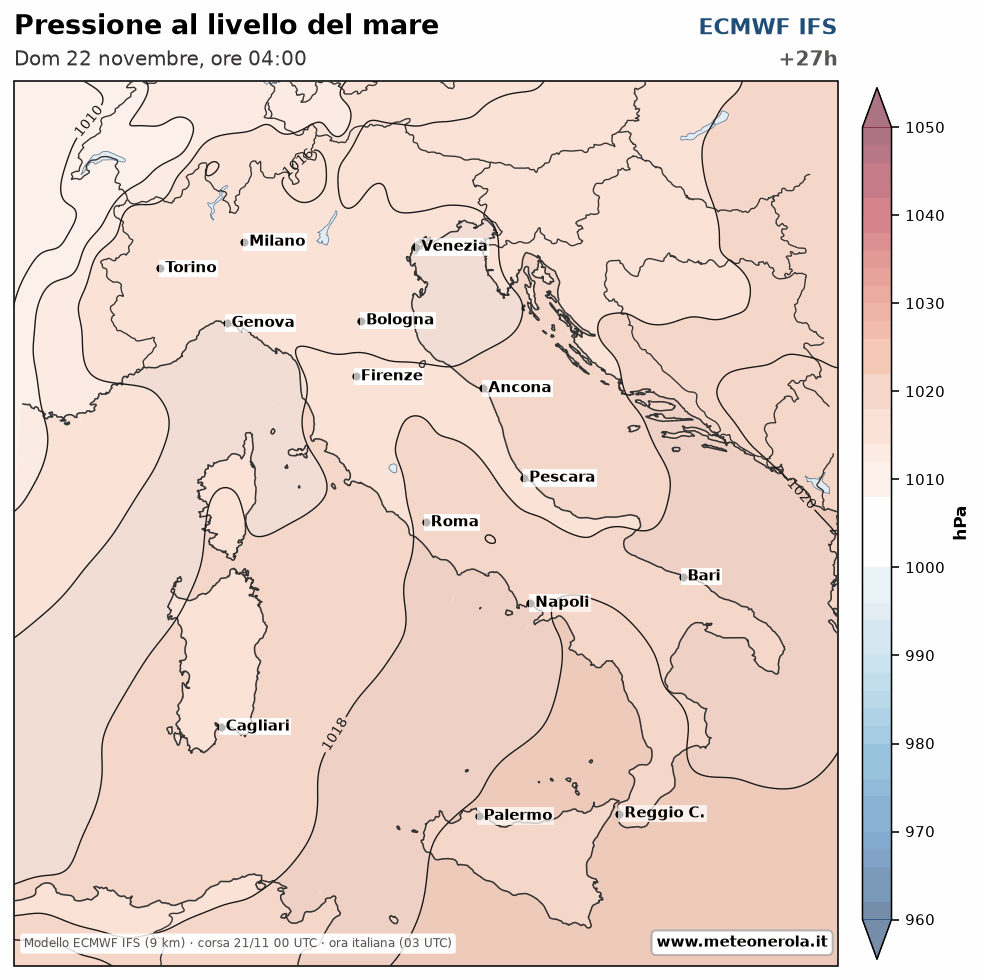 Pressione al livello del mare
ECMWF IFS
Dom 22 novembre, ore 04:00
+27h
1010
1016
Milano
Venezia
Torino
Genova
Bologna
Firenze
Ancona
Pescara
1020
Roma
Bari
Napoli
Cagliari
1018
Palermo
Reggio C.
Modello ECMWF IFS (9 km) · corsa 21/11 00 UTC · ora italiana (03 UTC)
www.meteonerola.it
1050
1040
1030
1020
1010
1000
990
980
970
960
hPa